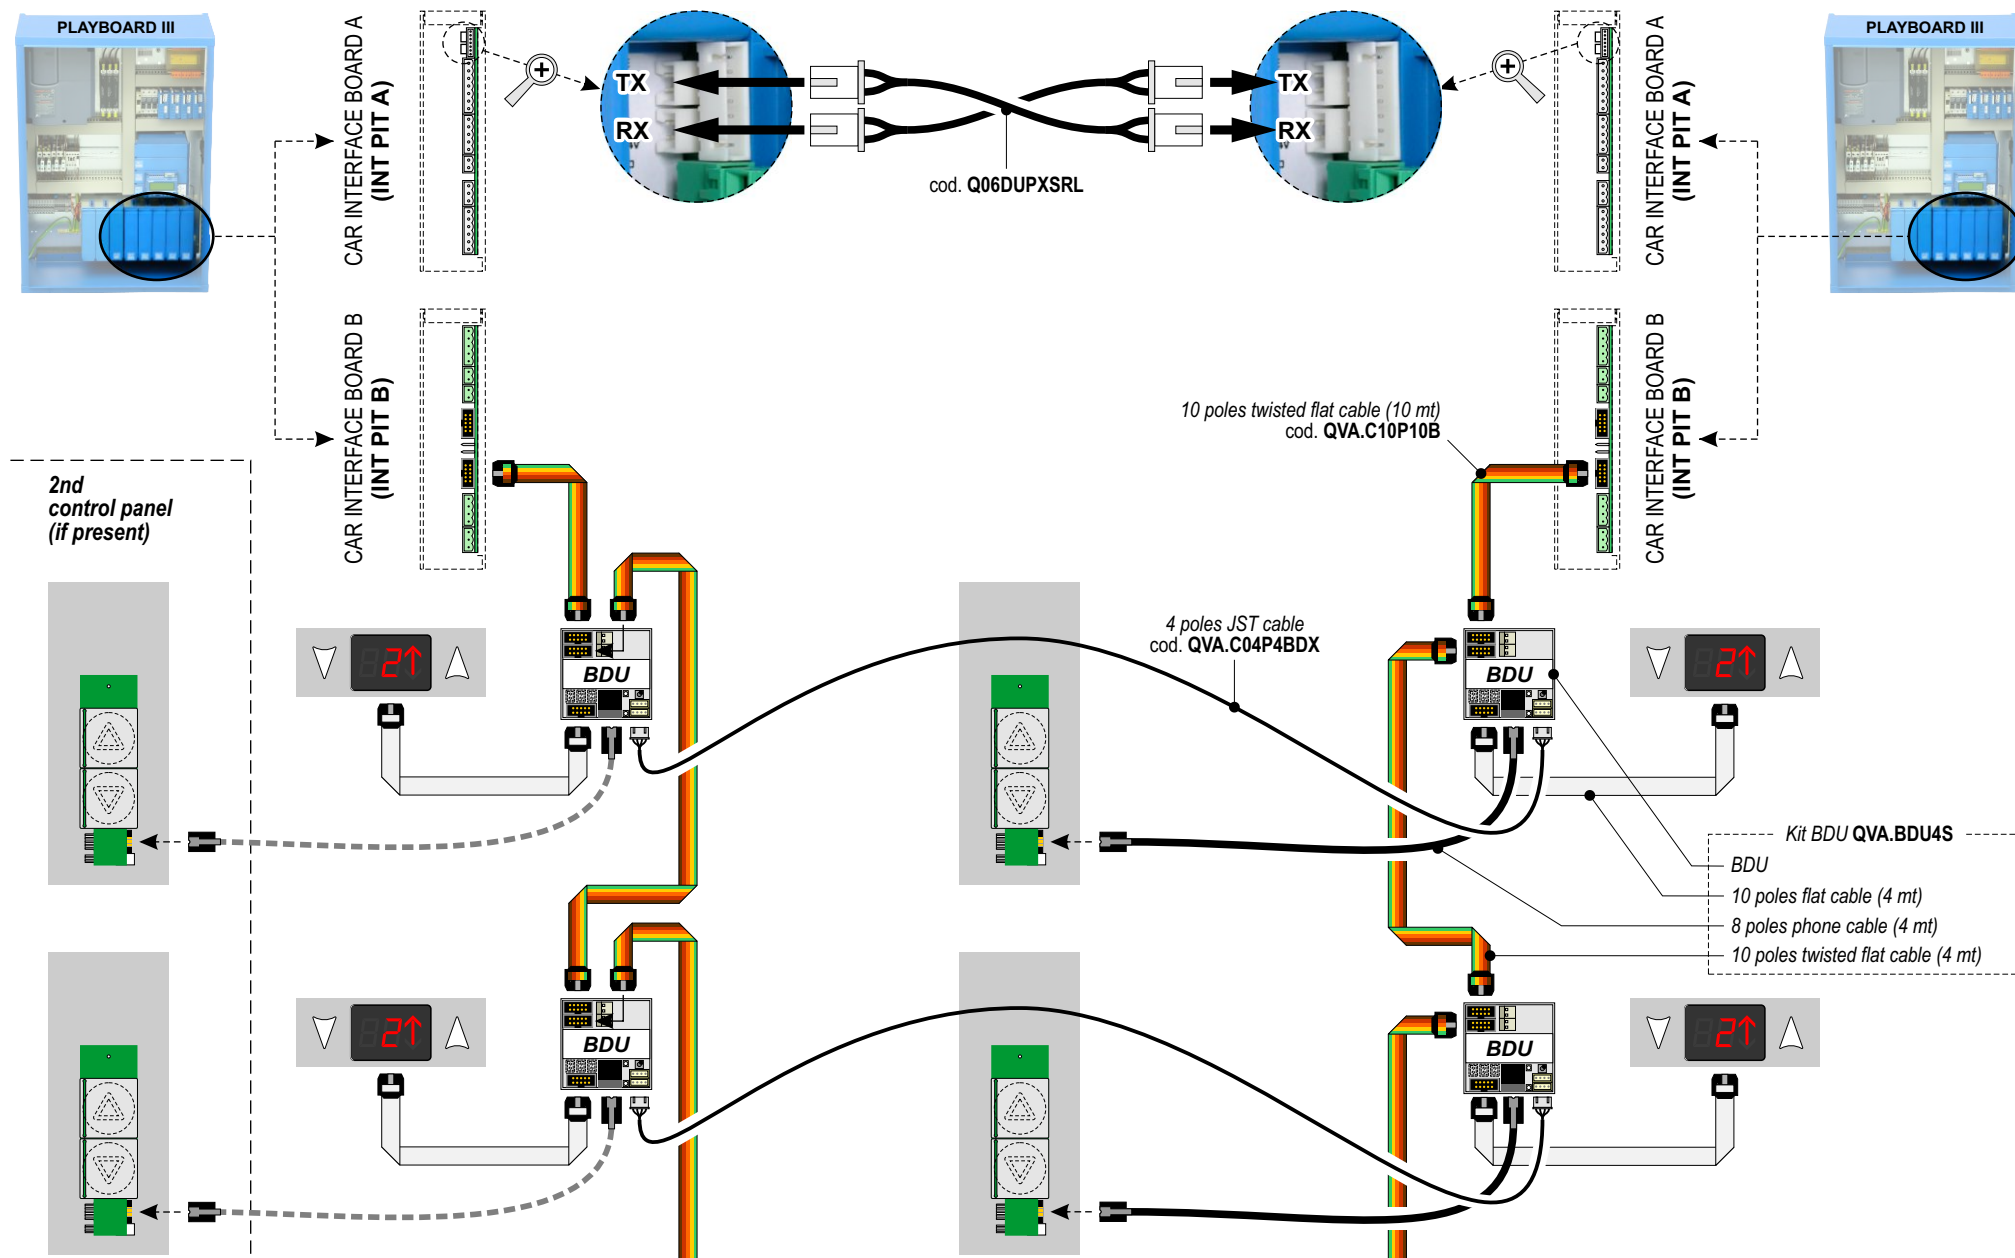 PLAYBOARD III
CAR INTERFACE BOARD A
(INT PIT A)
TX
RX
TX
RX
cod. Q06DUPXSRL
CAR INTERFACE BOARD A
(INT PIT A)
PLAYBOARD III
CAR INTERFACE BOARD B
(INT PIT B)
10 poles twisted flat cable (10 mt)
cod. QVA.C10P10B
CAR INTERFACE BOARD B
(INT PIT B)
2nd
control panel
(if present)
4 poles JST cable
cod. QVA.C04P4BDX
2
BDU
BDU
2
Kit BDU QVA.BDU4S
BDU
10 poles flat cable (4 mt)
8 poles phone cable (4 mt)
10 poles twisted flat cable (4 mt)
2
BDU
BDU
2